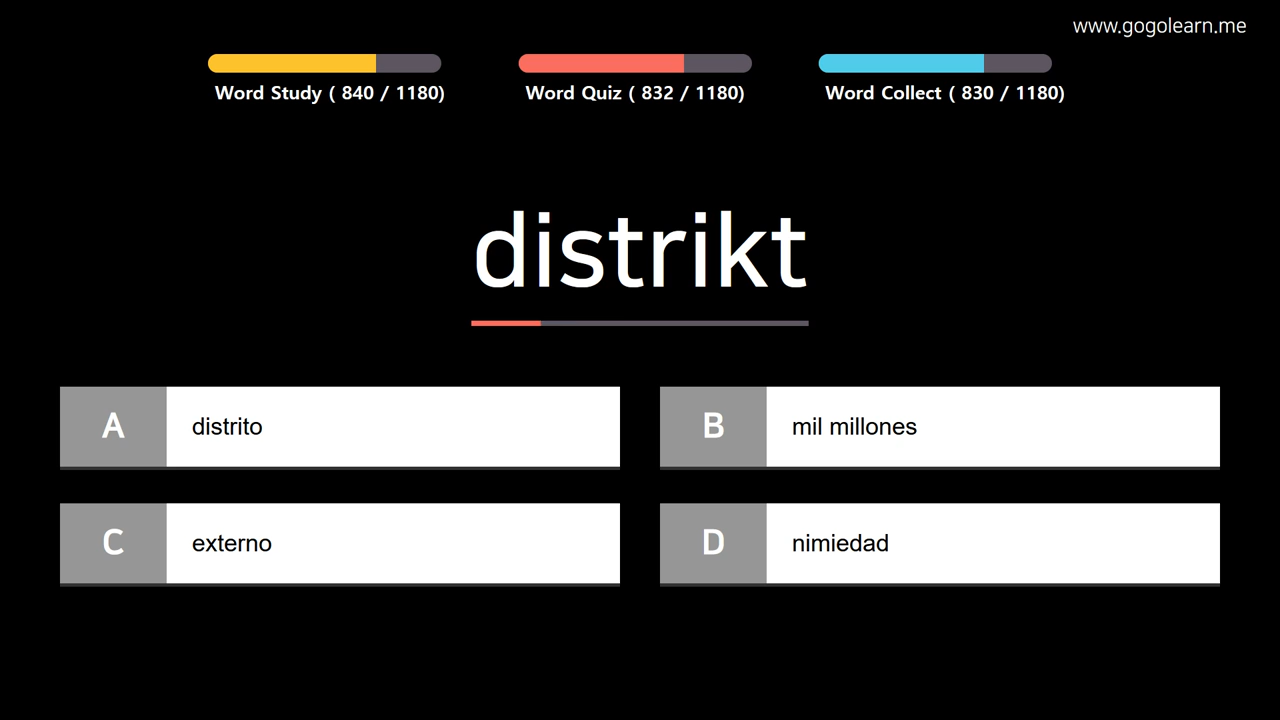 www.gogolearn.me
Word Study ( 840 / 1180)
Word Quiz ( 832 / 1180)
Word Collect ( 830 / 1180)
distrikt
A
distrito
B
mil millones
C
externo
D
nimiedad